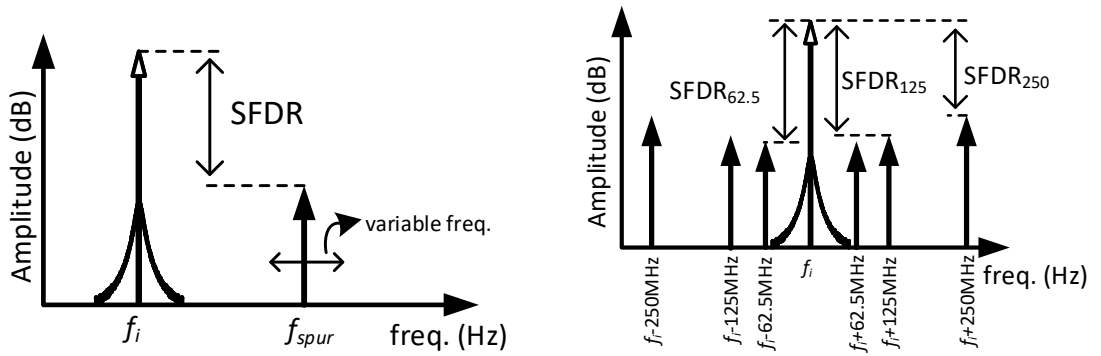 Amplitude (dB)
SFDR
variable freq.
fi
fspur
freq. (Hz)
Amplitude (dB)
SFDR62.5
SFDR125
SFDR250
fi-250MHz
fi-125MHz
fi-62.5MHz
fi
fi+62.5MHz
fi+125MHz
fi+250MHz
freq. (Hz)